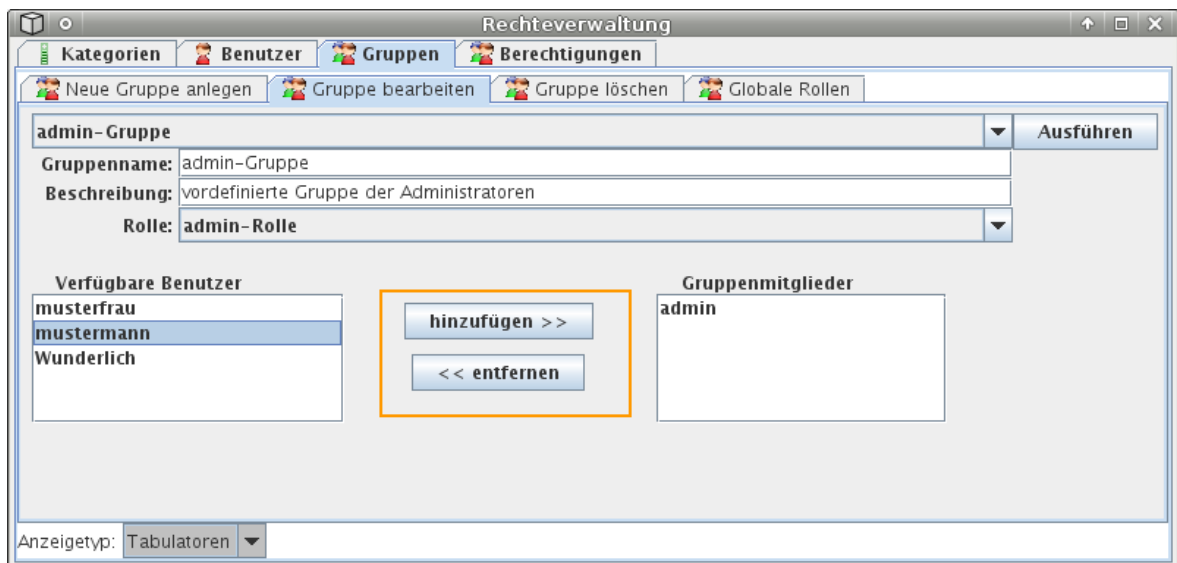 Rechteverwaltung
Kategorien Benutzer Gruppen Berechtigungen
Neue Gruppe anlegen Gruppe bearbeiten Gruppe löschen Globale Rollen
admin-Gruppe Ausführen
Gruppenname: admin-Gruppe
Beschreibung: vordefinierte Gruppe der Administratoren
Rolle: admin-Rolle
Verfügbare Benutzer
musterfrau
mustermann
Wunderlich
hinzufügen >>
<< entfernen
Gruppenmitglieder
admin
Anzeigetyp: Tabulatoren